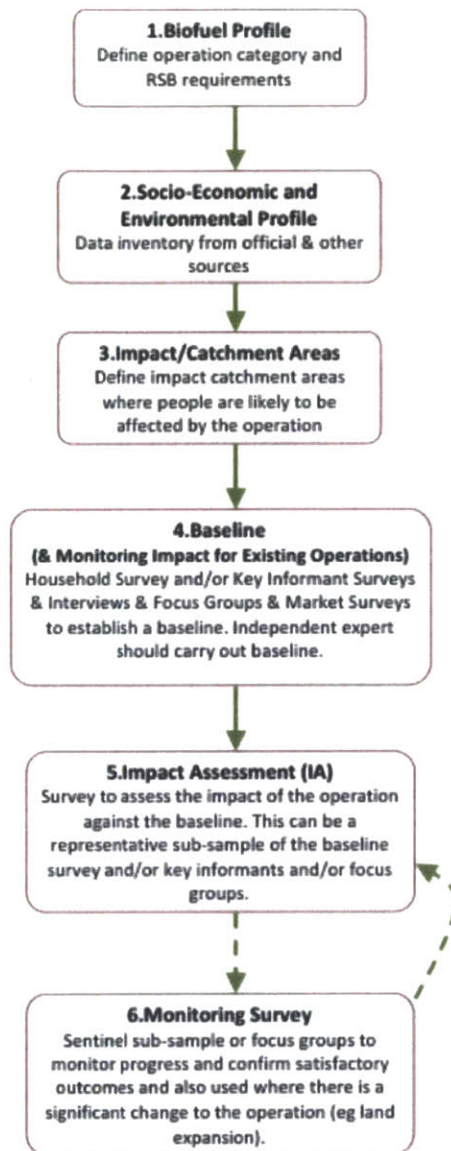 1.Biofuel Profile
Define operation category and
RSB requirements
2.Socio-Economic and
Environmental Profile
Data inventory from official & other
sources
3.Impact/Catchment Areas
Define impact catchment areas
where people are likely to be
affected by the operation
4.Baseline
(& Monitoring Impact for Existing Operations)
Household Survey and/or Key Informant Surveys
& Interviews & Focus Groups & Market Surveys
to establish a baseline. Independent expert
should carry out baseline.
5.Impact Assessment (IA)
Survey to assess the impact of the operation
against the baseline. This can be a
representative sub-sample of the baseline
survey and/or key informants and/or focus
groups.
6.Monitoring Survey
Sentinel sub-sample or focus groups to
monitor progress and confirm satisfactory
outcomes and also used where there is a
significant change to the operation (eg land
expansion).